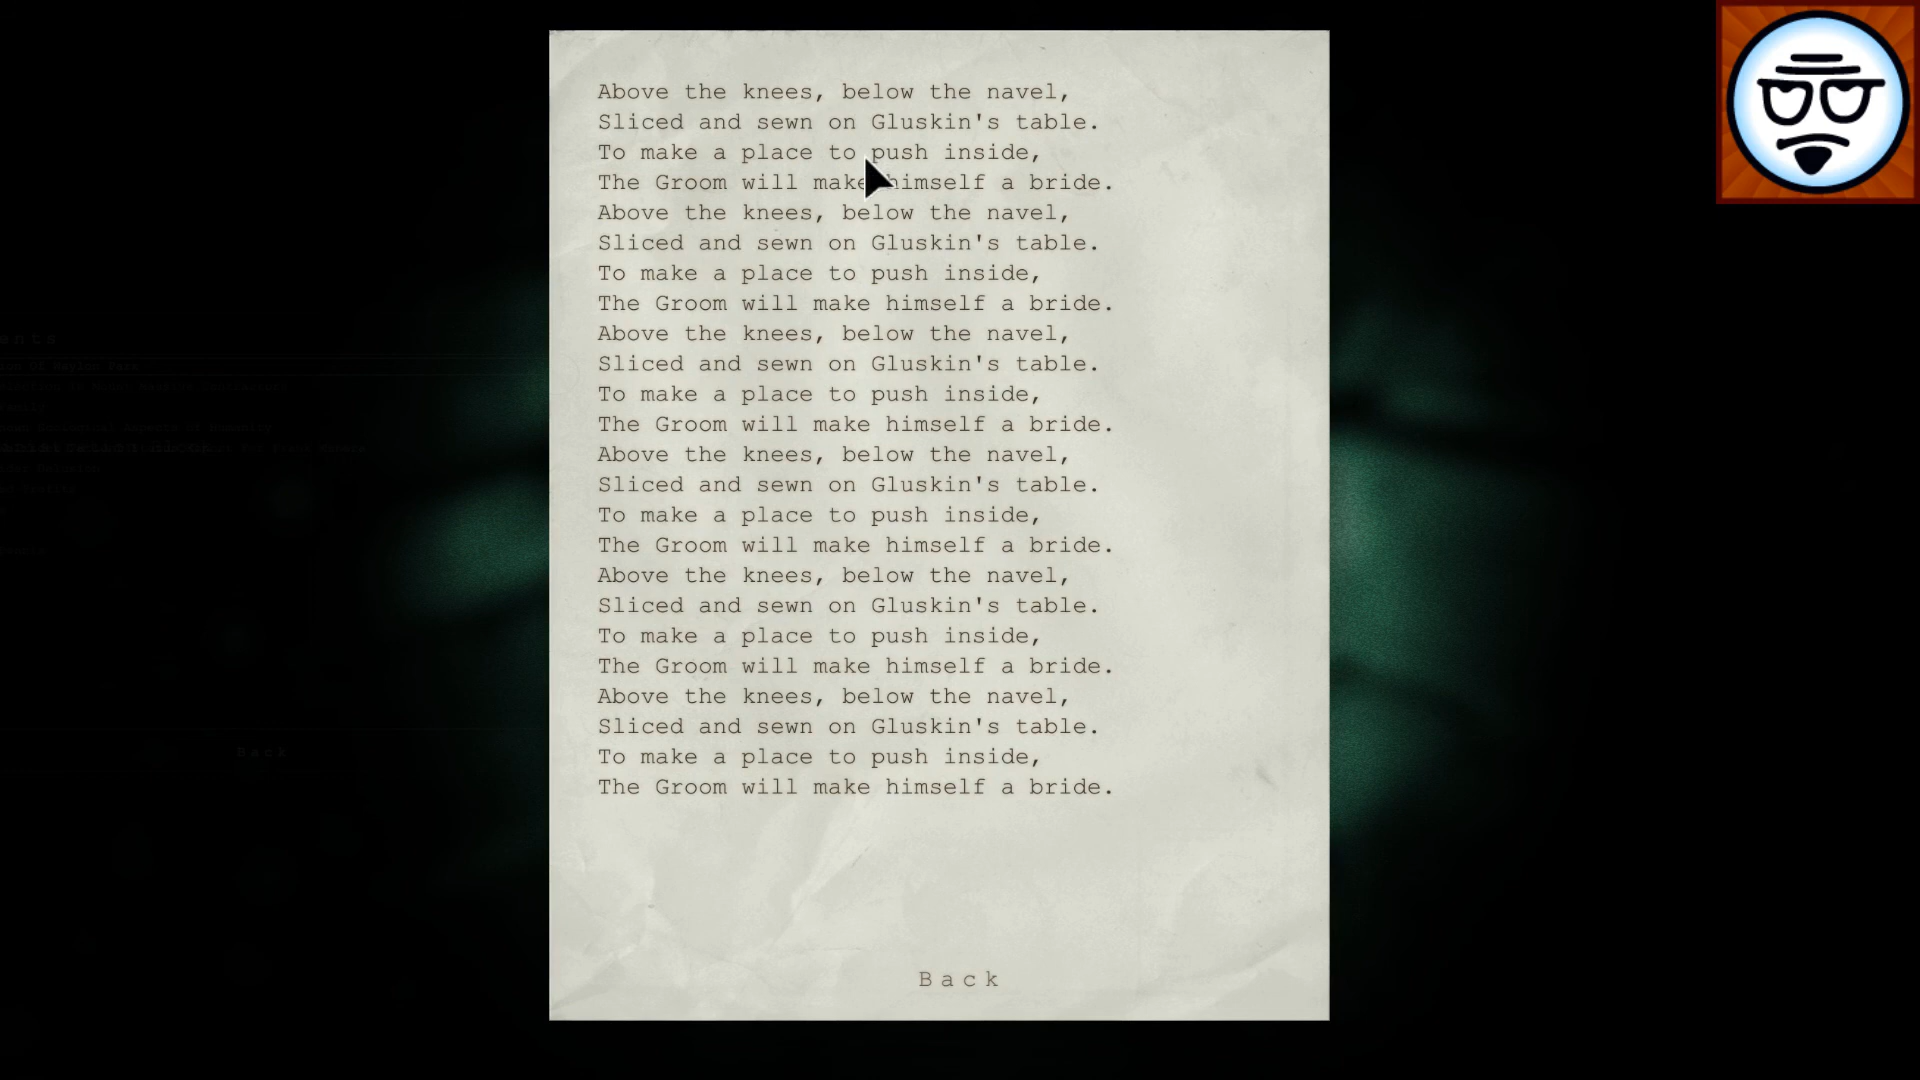 Above the knees, below the navel,
Sliced and sewn on Gluskin's table.
To make a place to push inside,
The Groom will make himself a bride.
Above the knees, below the navel,
Sliced and sewn on Gluskin's table.
To make a place to push inside,
The Groom will make himself a bride.
Above the knees, below the navel,
Sliced and sewn on Gluskin's table.
To make a place to push inside,
The Groom will make himself a bride.
Above the knees, below the navel,
Sliced and sewn on Gluskin's table.
To make a place to push inside,
The Groom will make himself a bride.
Above the knees, below the navel,
Sliced and sewn on Gluskin's table.
To make a place to push inside,
The Groom will make himself a bride.
Above the knees, below the navel,
Sliced and sewn on Gluskin's table.
To make a place to push inside,
The Groom will make himself a bride.
Back
Back